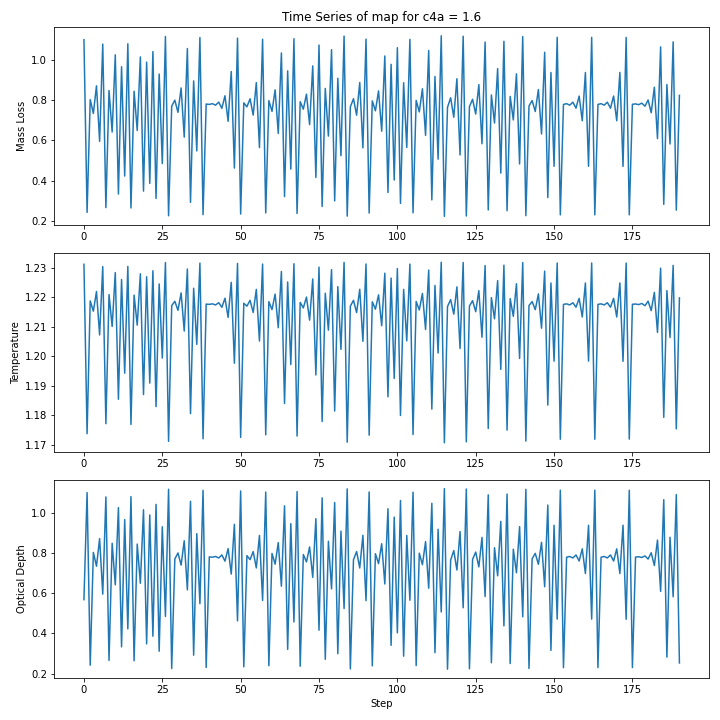 Time Series of map for c4a = 1.6
Mass Loss
1.0
0.8
0.6
0.4
0.2
0 25 50 75 100 125 150 175
Temperature
1.23
1.22
1.21
1.20
1.19
1.18
1.17
0 25 50 75 100 125 150 175
Optical Depth
1.0
0.8
0.6
0.4
0.2
0 25 50 75 100 125 150 175
Step